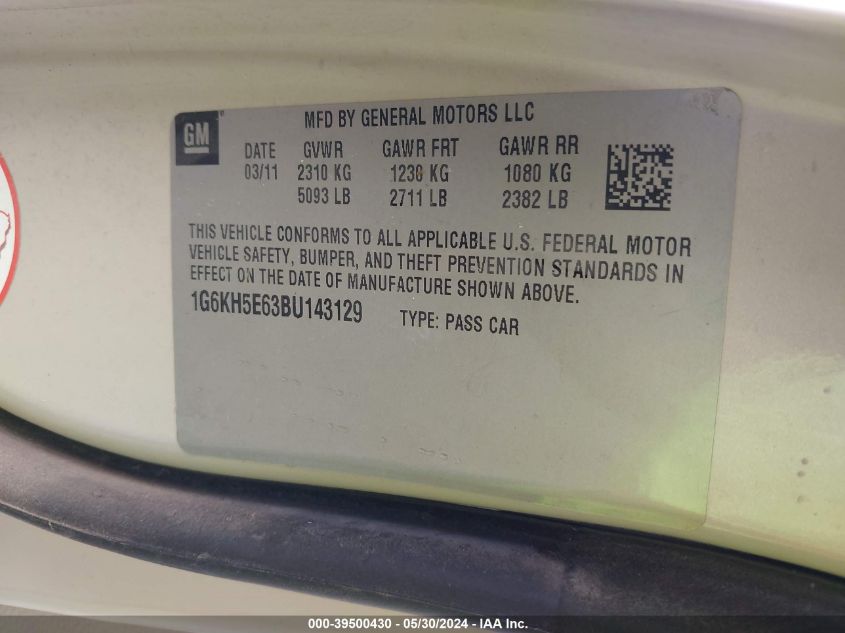 GM
MFD BY GENERAL MOTORS LLC
DATE GVWR GAWR FRT GAWR RR
03/11 2310 KG 1230 KG 1080 KG
5093 LB 2711 LB 2382 LB
THIS VEHICLE CONFORMS TO ALL APPLICABLE U.S. FEDERAL MOTOR
VEHICLE SAFETY, BUMPER, AND THEFT PREVENTION STANDARDS IN
EFFECT ON THE DATE OF MANUFACTURE SHOWN ABOVE.
1G6KH5E63BU143129 TYPE: PASS CAR
000-39500430 - 05/30/2024 - IAA Inc.